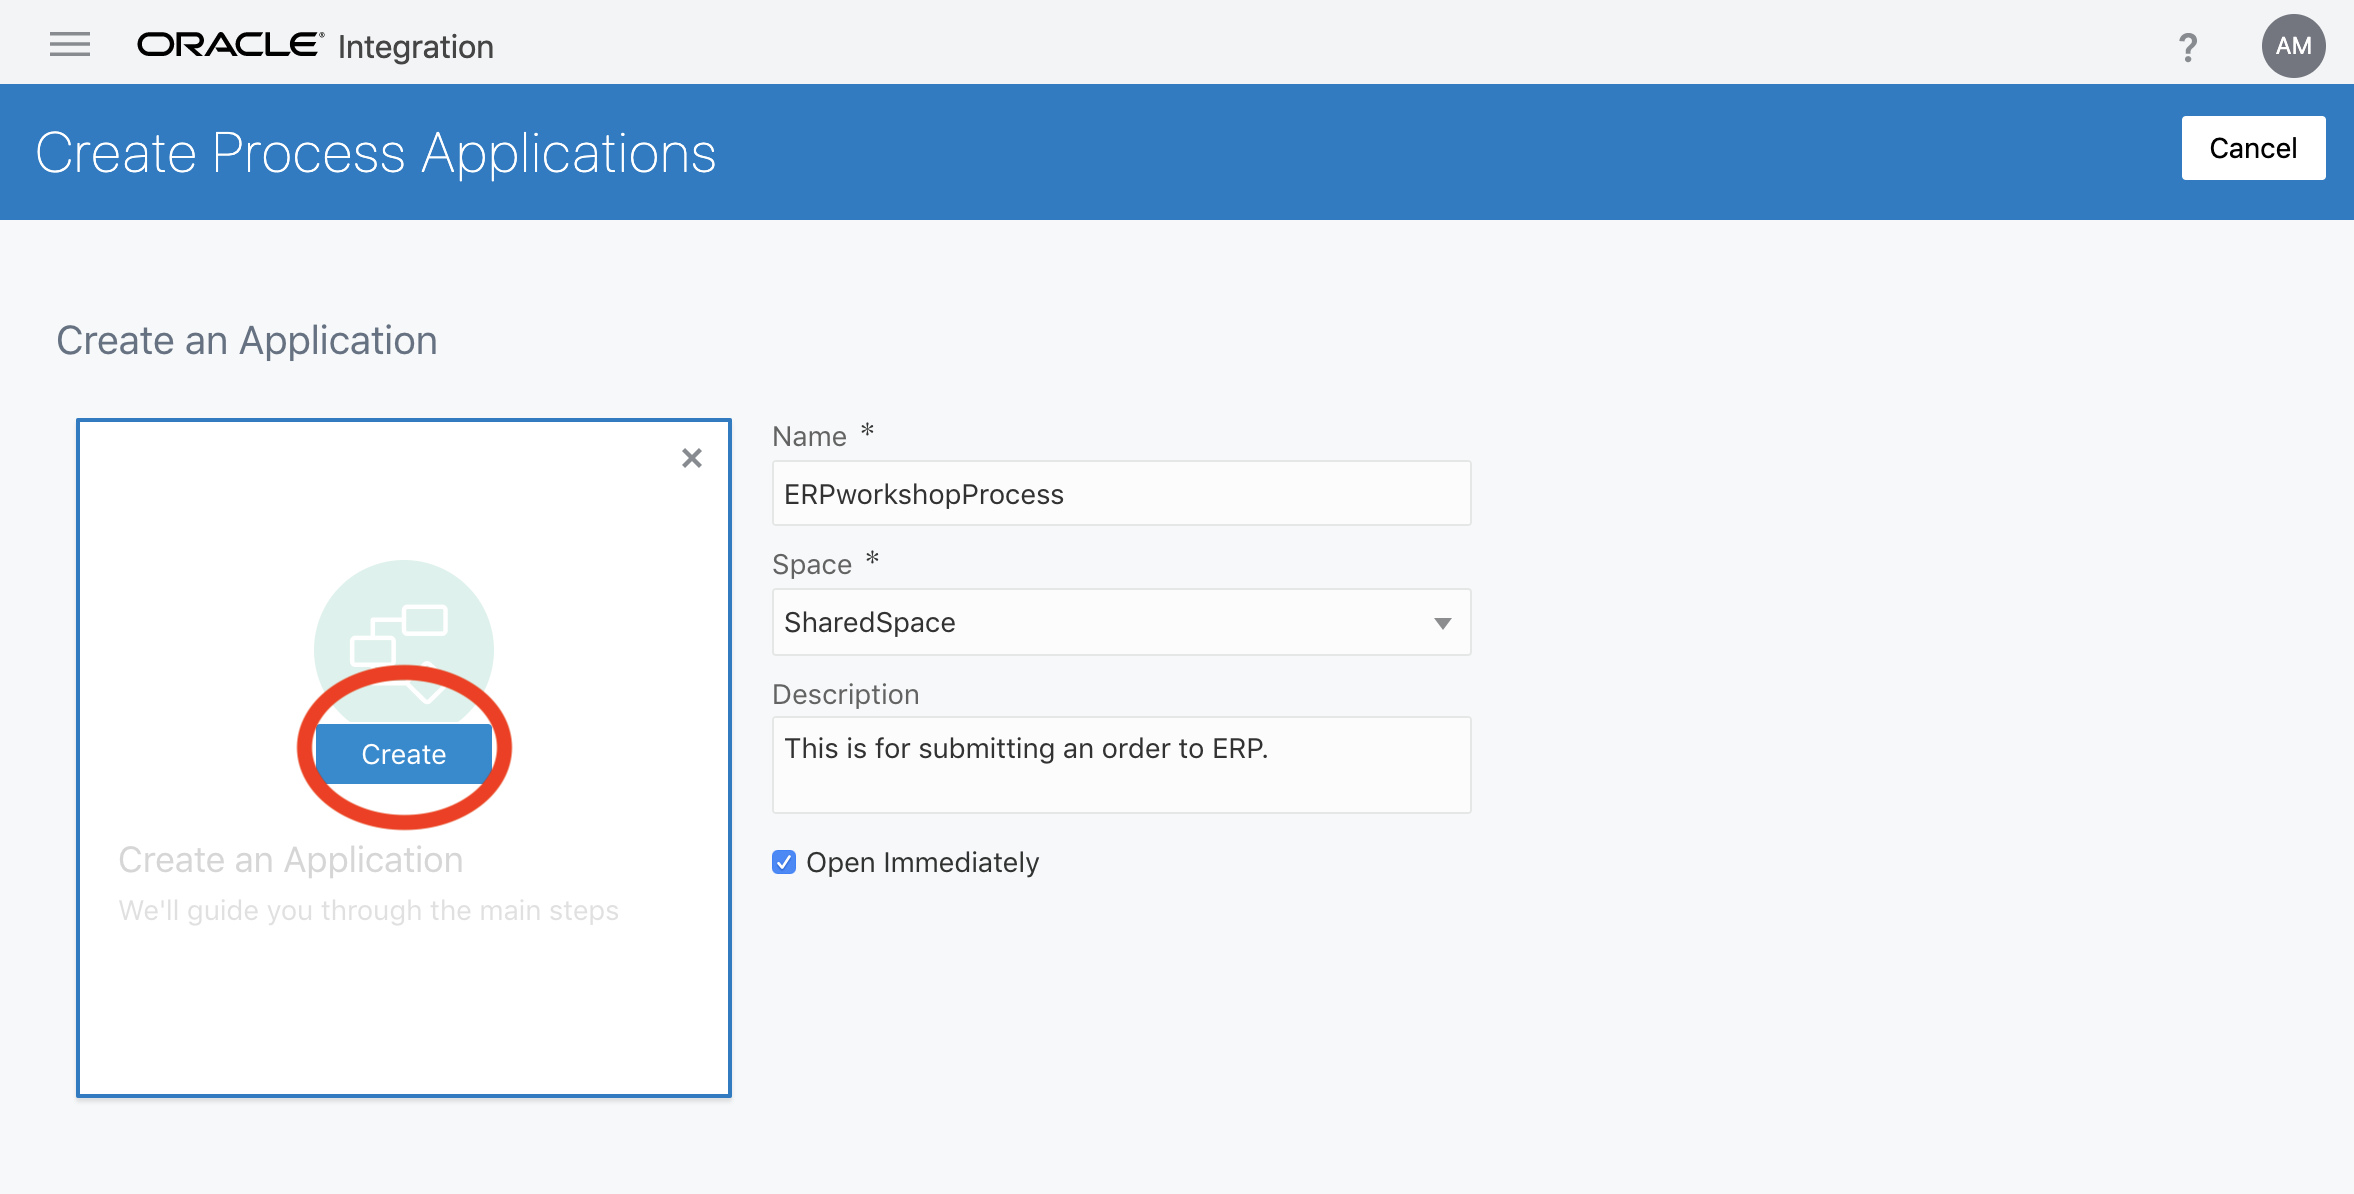 ORACLE® Integration
?
AM
Create Process Applications
Cancel
Create an Application
Create
Create an Application
We'll guide you through the main steps
Name *
ERPworkshopProcess
Space *
SharedSpace
Description
This is for submitting an order to ERP.
Open Immediately